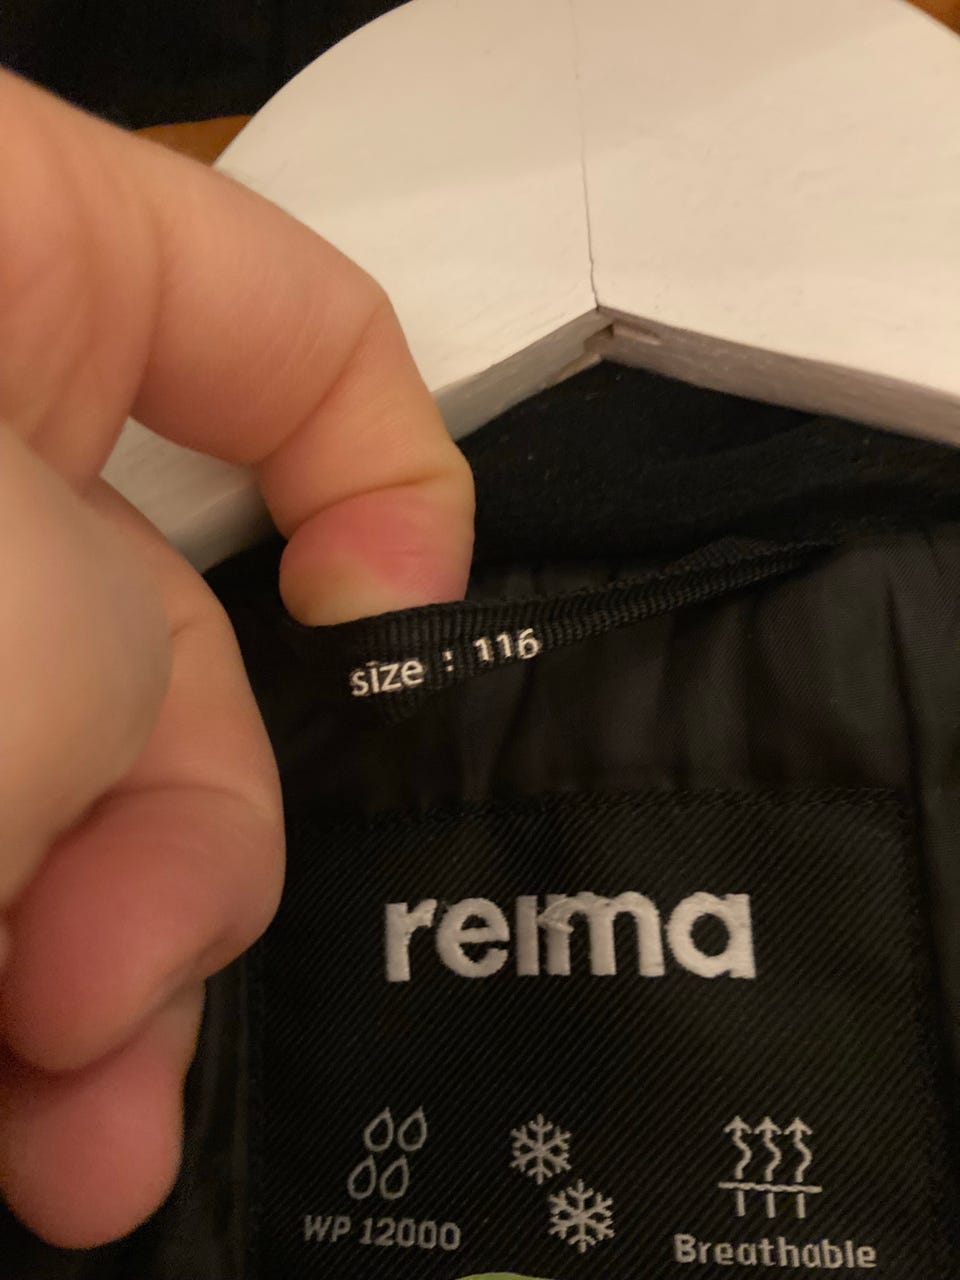 size : 116
reima
WP 12000
Breathable